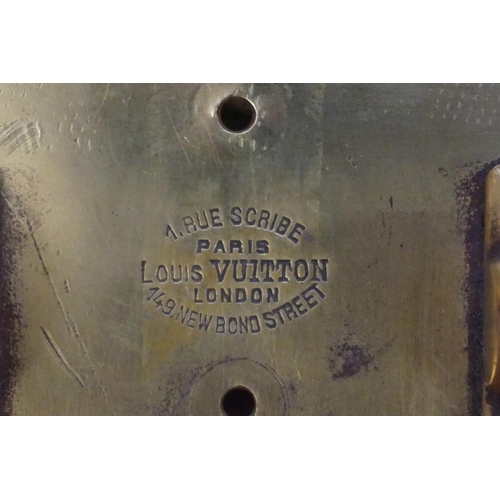 1. RUE SCRIBE
PARIS
LOUIS VUITTON
LONDON
149. NEW BOND STREET